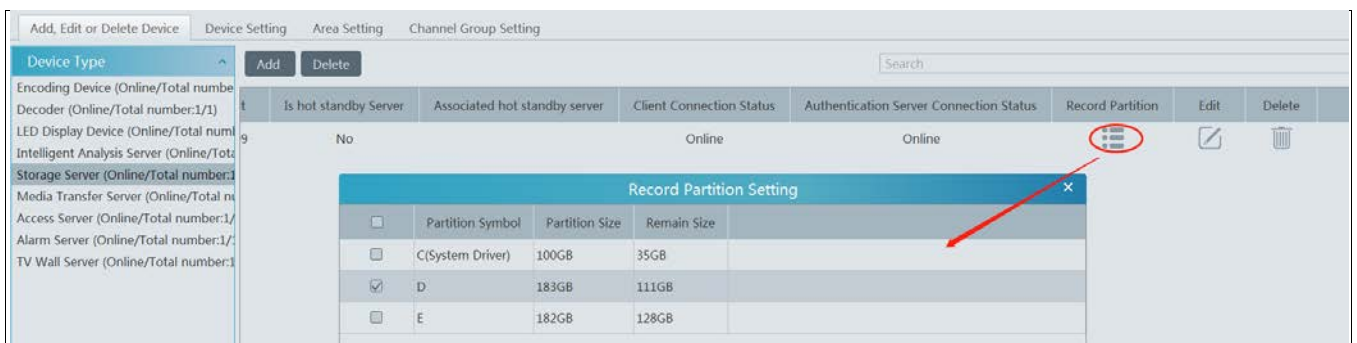 Add, Edit or Delete Device Device Setting Area Setting Channel Group Setting
Device Type Add Delete Search
Encoding Device (Online/Total numbe
Decoder (Online/Total number:1/1) t Is hot standby Server Associated hot standby server Client Connection Status Authentication Server Connection Status Record Partition Edit Delete
LED Display Device (Online/Total numl 9 No Online Online
Intelligent Analysis Server (Online/Tota
Storage Server (Online/Total number:1
Media Transfer Server (Online/Total nu
Access Server (Online/Total number:1/
Alarm Server (Online/Total number:1/:
TV Wall Server (Online/Total number:1
Record Partition Setting ×
Partition Symbol Partition Size Remain Size
C(System Driver) 100GB 35GB
D 183GB 111GB
E 182GB 128GB